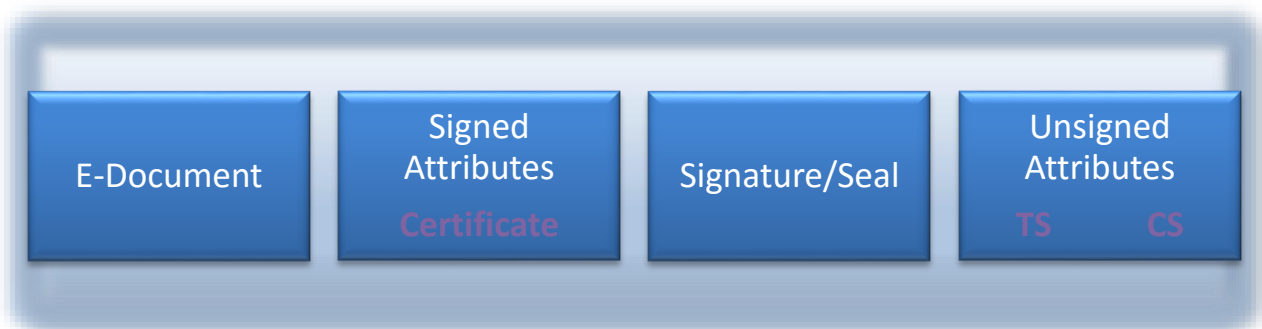 E-Document
Signed
Attributes
Certificate
Signature/Seal
Unsigned
Attributes
TS CS